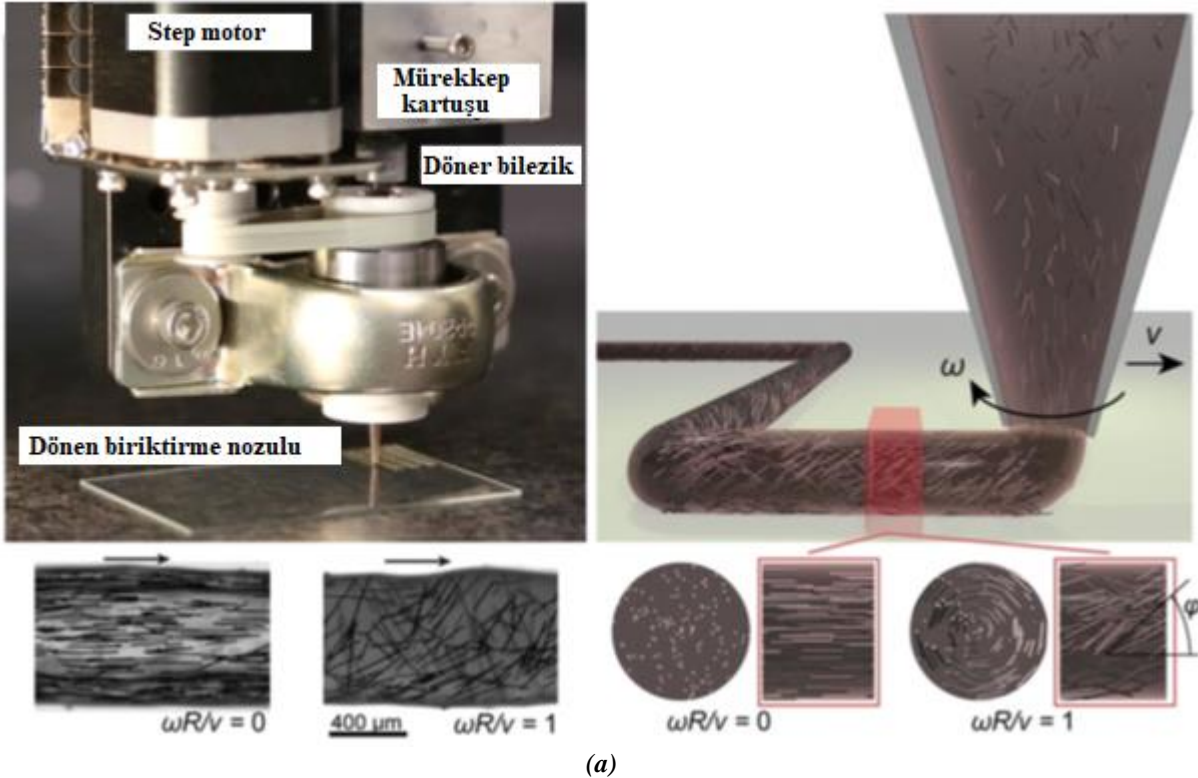 Step motor
Mürekkep
kartuşu
Döner bilezik
Dönen biriktirme nozulu
ω
v
φ
ωR/v = 0
400 µm
ωR/v = 1
ωR/v = 0
ωR/v = 1
(a)